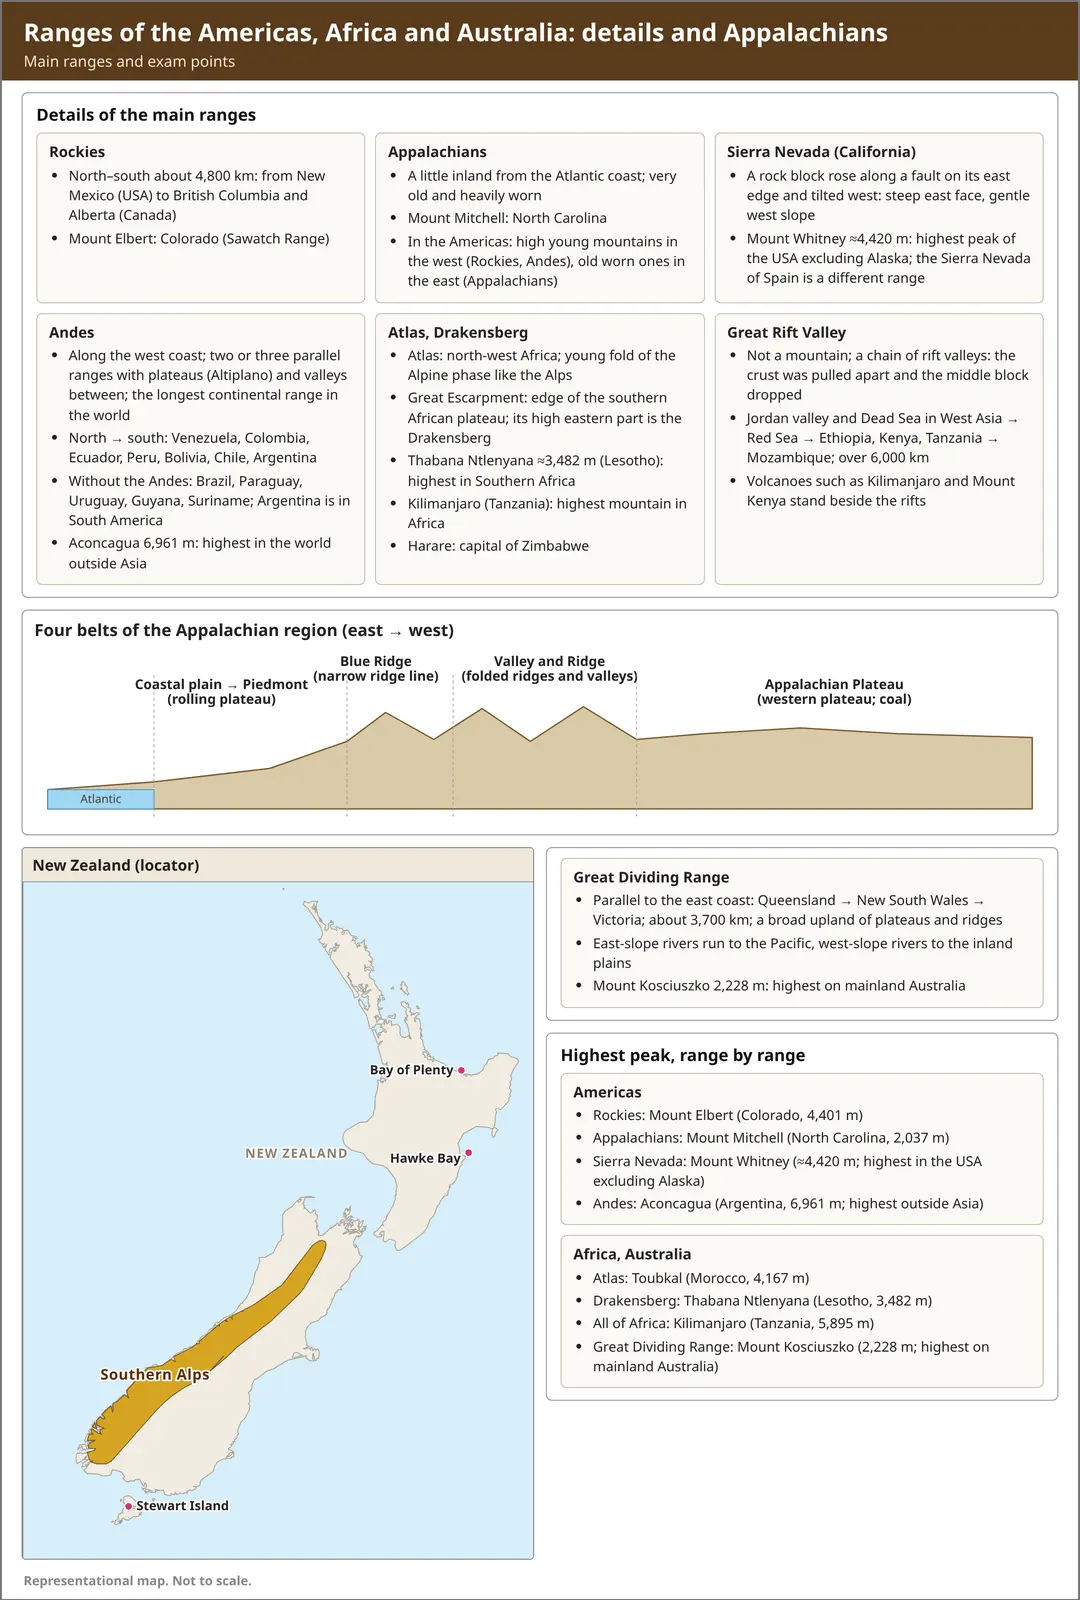 Ranges of the Americas, Africa and Australia: details and Appalachians
Main ranges and exam points
Details of the main ranges
Rockies
• North–south about 4,800 km: from New
Mexico (USA) to British Columbia and
Alberta (Canada)
• Mount Elbert: Colorado (Sawatch Range)
Appalachians
• A little inland from the Atlantic coast; very
old and heavily worn
• Mount Mitchell: North Carolina
• In the Americas: high young mountains in
the west (Rockies, Andes), old worn ones in
the east (Appalachians)
Sierra Nevada (California)
• A rock block rose along a fault on its east
edge and tilted west: steep east face, gentle
west slope
• Mount Whitney ≈4,420 m: highest peak of
the USA excluding Alaska; the Sierra Nevada
of Spain is a different range
Andes
• Along the west coast; two or three parallel
ranges with plateaus (Altiplano) and valleys
between; the longest continental range in
the world
• North → south: Venezuela, Colombia,
Ecuador, Peru, Bolivia, Chile, Argentina
• Without the Andes: Brazil, Paraguay,
Uruguay, Guyana, Suriname; Argentina is in
South America
• Aconcagua 6,961 m: highest in the world
outside Asia
Atlas, Drakensberg
• Atlas: north-west Africa; young fold of the
Alpine phase like the Alps
• Great Escarpment: edge of the southern
African plateau; its high eastern part is the
Drakensberg
• Thabana Ntlenyana ≈3,482 m (Lesotho):
highest in Southern Africa
• Kilimanjaro (Tanzania): highest mountain in
Africa
• Harare: capital of Zimbabwe
Great Rift Valley
• Not a mountain; a chain of rift valleys: the
crust was pulled apart and the middle block
dropped
• Jordan valley and Dead Sea in West Asia →
Red Sea → Ethiopia, Kenya, Tanzania →
Mozambique; over 6,000 km
• Volcanoes such as Kilimanjaro and Mount
Kenya stand beside the rifts
Four belts of the Appalachian region (east → west)
Coastal plain → Piedmont
(rolling plateau)
Blue Ridge
(narrow ridge line)
Valley and Ridge
(folded ridges and valleys)
Appalachian Plateau
(western plateau; coal)
Atlantic
New Zealand (locator)
Bay of Plenty
NEW ZEALAND
Hawke Bay
Southern Alps
Stewart Island
Great Dividing Range
• Parallel to the east coast: Queensland → New South Wales →
Victoria; about 3,700 km; a broad upland of plateaus and ridges
• East-slope rivers run to the Pacific, west-slope rivers to the inland
plains
• Mount Kosciuszko 2,228 m: highest on mainland Australia
Highest peak, range by range
Americas
• Rockies: Mount Elbert (Colorado, 4,401 m)
• Appalachians: Mount Mitchell (North Carolina, 2,037 m)
• Sierra Nevada: Mount Whitney (≈4,420 m; highest in the USA
excluding Alaska)
• Andes: Aconcagua (Argentina, 6,961 m; highest outside Asia)
Africa, Australia
• Atlas: Toubkal (Morocco, 4,167 m)
• Drakensberg: Thabana Ntlenyana (Lesotho, 3,482 m)
• All of Africa: Kilimanjaro (Tanzania, 5,895 m)
• Great Dividing Range: Mount Kosciuszko (2,228 m; highest on
mainland Australia)
Representational map. Not to scale.